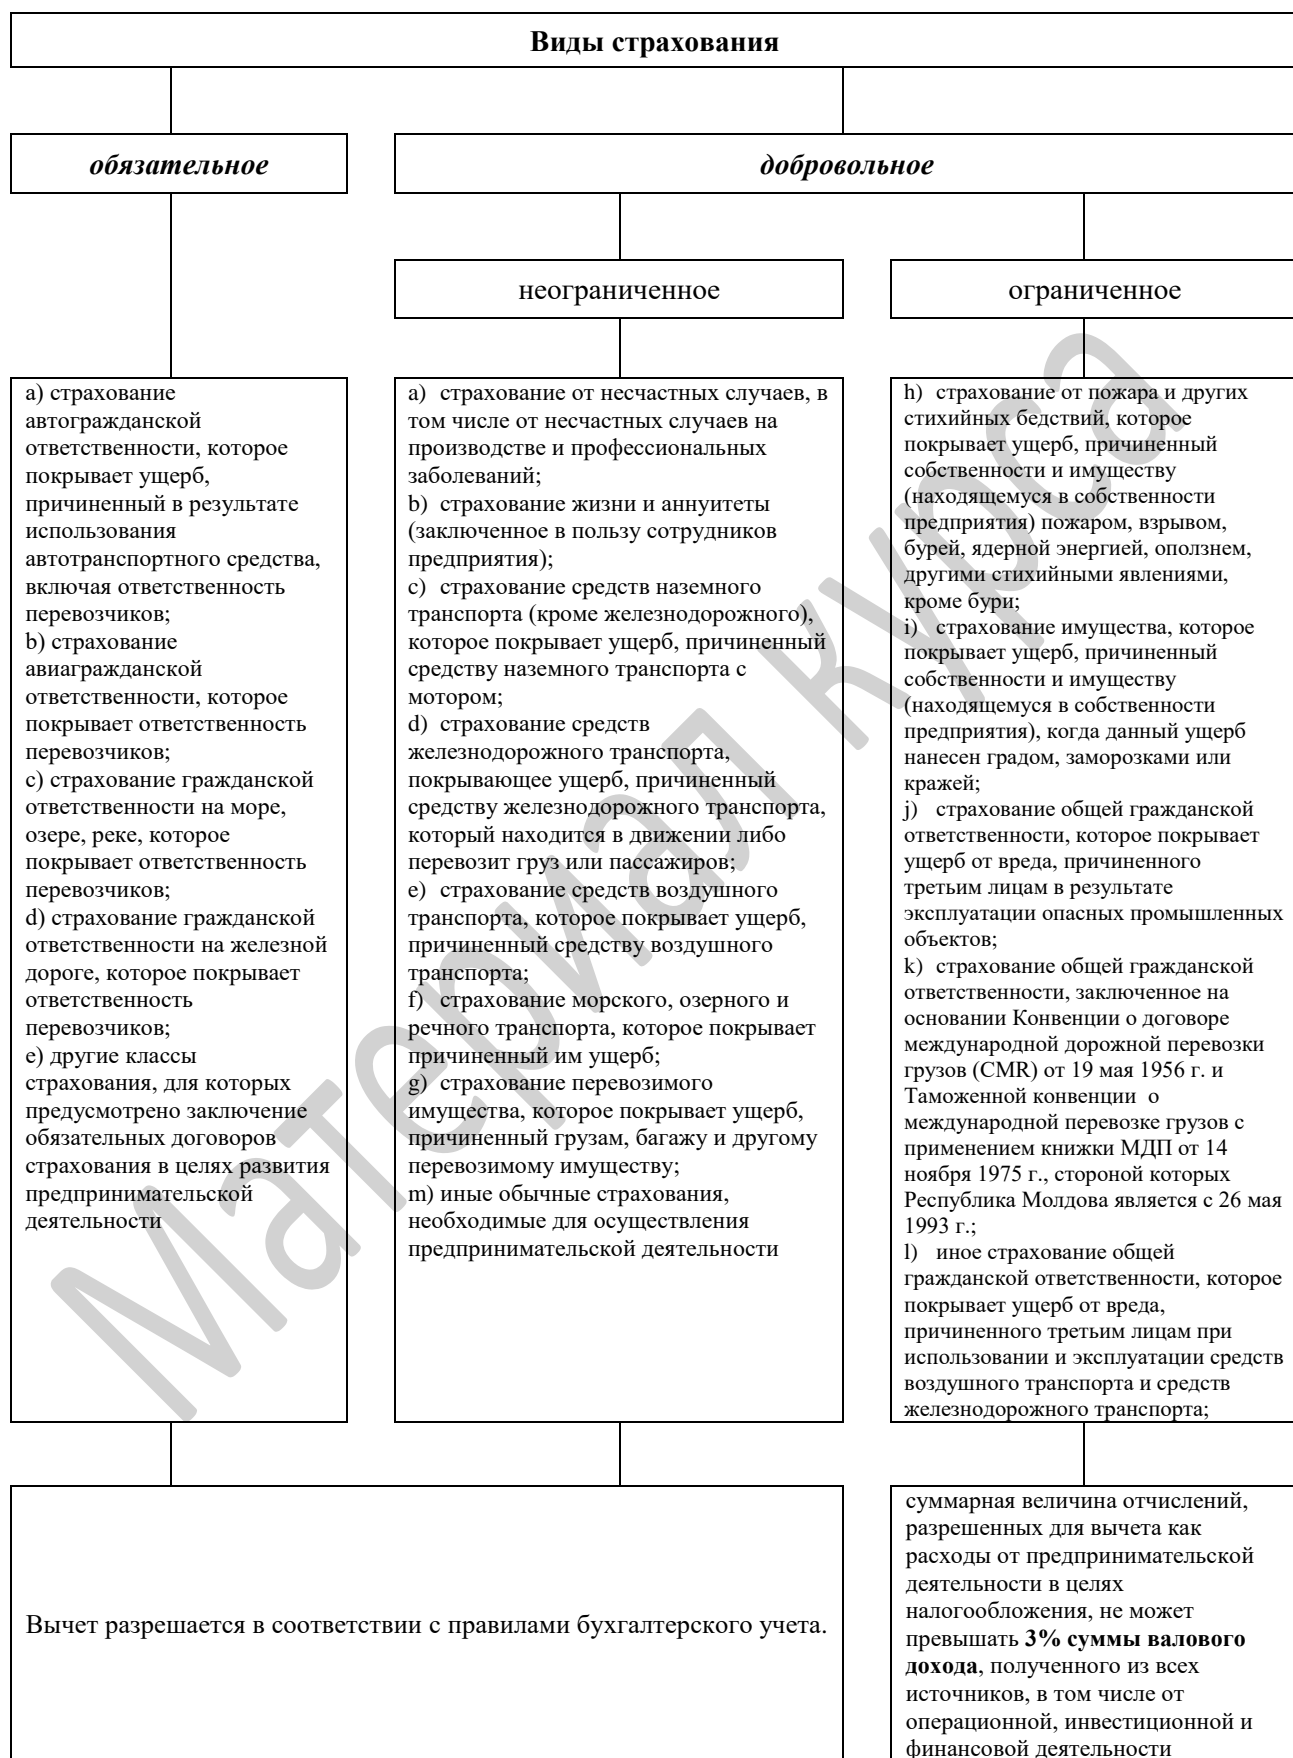 Виды страхования
обязательное
добровольное
неограниченное
ограниченное
a) страхование
автогражданской
ответственности, которое
покрывает ущерб,
причиненный в результате
использования
автотранспортного средства,
включая ответственность
перевозчиков;
b) страхование
авиагражданской
ответственности, которое
покрывает ответственность
перевозчиков;
c) страхование гражданской
ответственности на море,
озере, реке, которое
покрывает ответственность
перевозчиков;
d) страхование гражданской
ответственности на железной
дороге, которое покрывает
ответственность
перевозчиков;
e) другие классы
страхования, для которых
предусмотрено заключение
обязательных договоров
страхования в целях развития
предпринимательской
деятельности
a) страхование от несчастных случаев, в
том числе от несчастных случаев на
производстве и профессиональных
заболеваний;
b) страхование жизни и аннуитеты
(заключенное в пользу сотрудников
предприятия);
c) страхование средств наземного
транспорта (кроме железнодорожного),
которое покрывает ущерб, причиненный
средству наземного транспорта с
мотором;
d) страхование средств
железнодорожного транспорта,
покрывающее ущерб, причиненный
средству железнодорожного транспорта,
который находится в движении либо
перевозит груз или пассажиров;
e) страхование средств воздушного
транспорта, которое покрывает ущерб,
причиненный средству воздушного
транспорта;
f) страхование морского, озерного и
речного транспорта, которое покрывает
причиненный им ущерб;
g) страхование перевозимого
имущества, которое покрывает ущерб,
причиненный грузам, багажу и другому
перевозимому имуществу;
m) иные обычные страхования,
необходимые для осуществления
предпринимательской деятельности
h) страхование от пожара и других
стихийных бедствий, которое
покрывает ущерб, причиненный
собственности и имуществу
(находящемуся в собственности
предприятия) пожаром, взрывом,
бурей, ядерной энергией, оползнем,
другими стихийными явлениями,
кроме бури;
i) страхование имущества, которое
покрывает ущерб, причиненный
собственности и имуществу
(находящемуся в собственности
предприятия), когда данный ущерб
нанесен градом, заморозками или
кражей;
j) страхование общей гражданской
ответственности, которое покрывает
ущерб от вреда, причиненного
третьим лицам в результате
эксплуатации опасных промышленных
объектов;
k) страхование общей гражданской
ответственности, заключенное на
основании Конвенции о договоре
международной дорожной перевозки
грузов (CMR) от 19 мая 1956 г. и
Таможенной конвенции о
международной перевозке грузов с
применением книжки МДП от 14
ноября 1975 г., стороной которых
Республика Молдова является с 26 мая
1993 г.;
l) иное страхование общей
гражданской ответственности, которое
покрывает ущерб от вреда,
причиненного третьим лицам при
использовании и эксплуатации средств
воздушного транспорта и средств
железнодорожного транспорта;
Вычет разрешается в соответствии с правилами бухгалтерского учета.
суммарная величина отчислений,
разрешенных для вычета как
расходы от предпринимательской
деятельности в целях
налогообложения, не может
превышать 3% суммы валового
дохода, полученного из всех
источников, в том числе от
операционной, инвестиционной и
финансовой деятельности
Материал курса